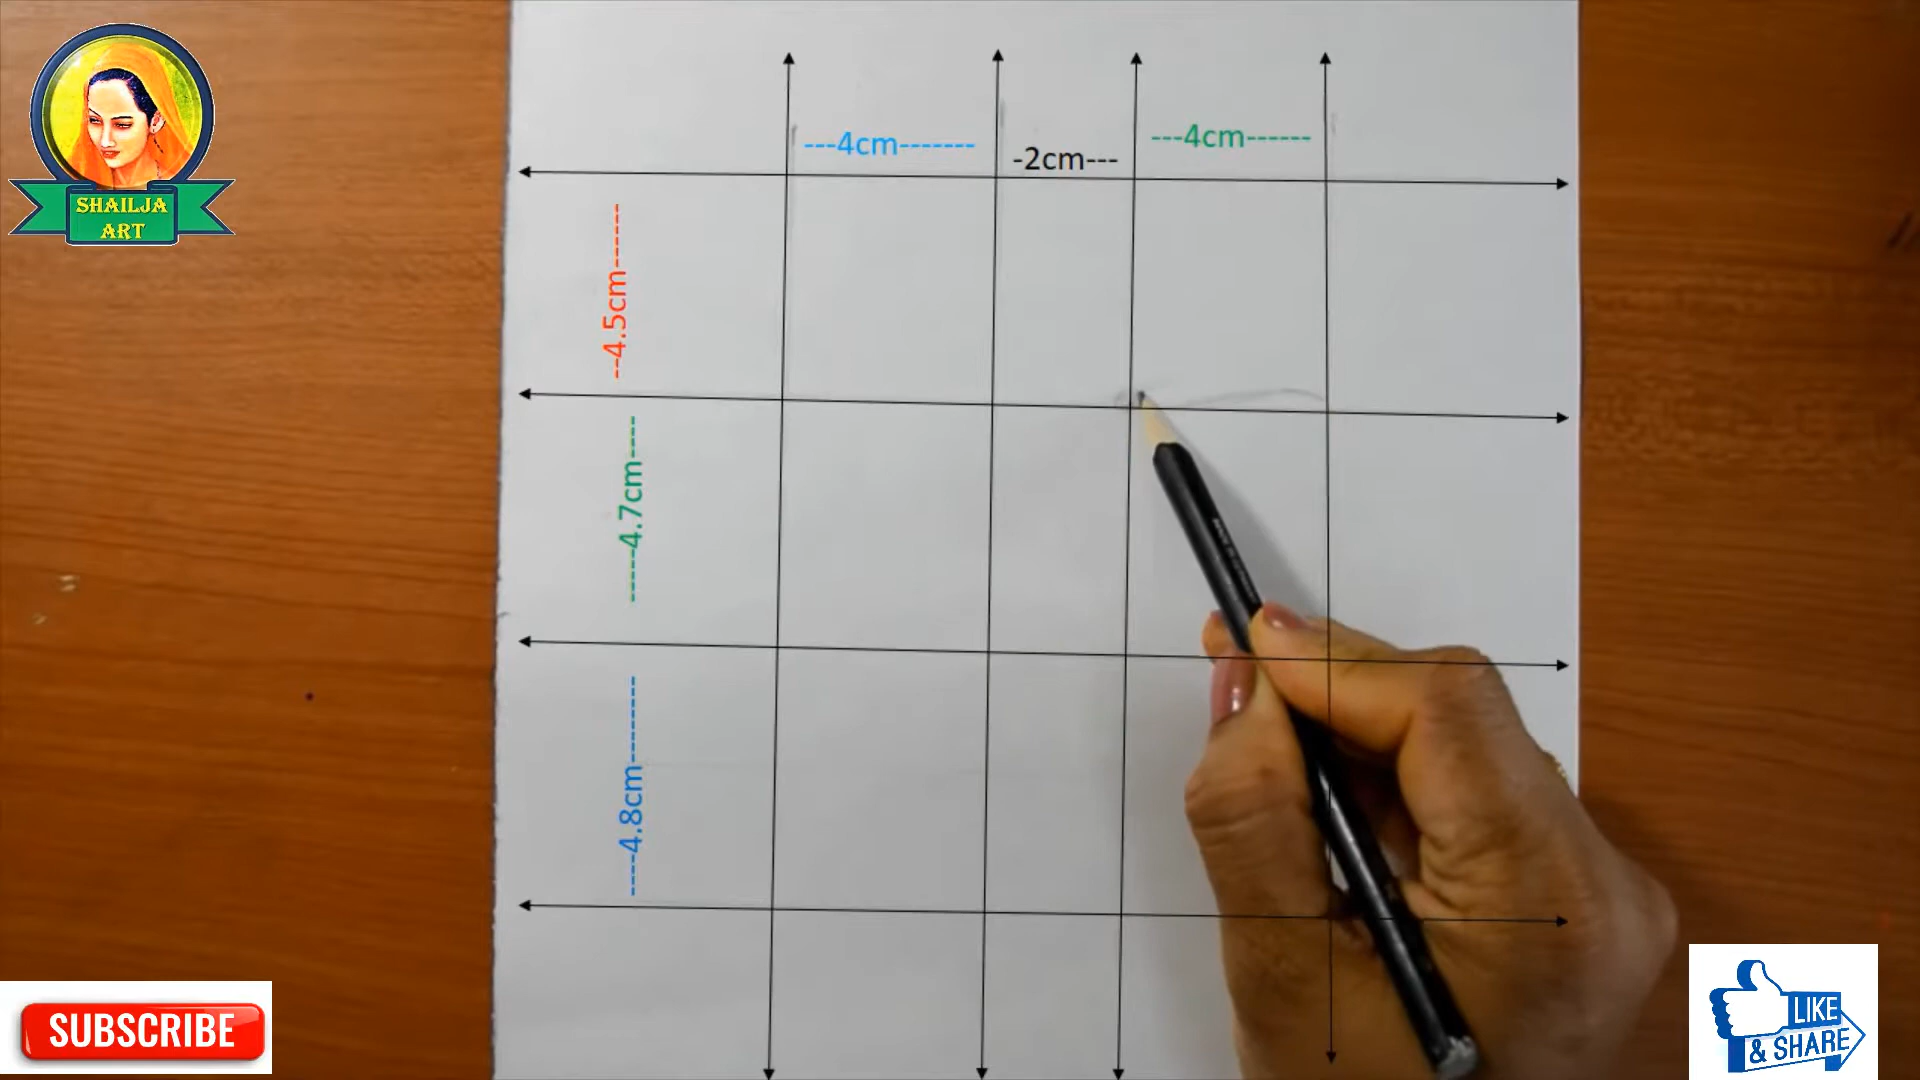 SHAILJA
ART
---4cm-------
-2cm---
---4cm------
--4.5cm------
-----4.7cm----
----4.8cm---------
SUBSCRIBE
LIKE
& SHARE